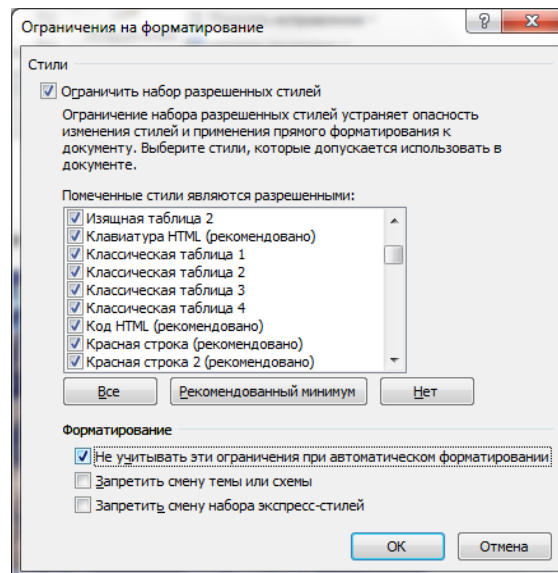 Ограничения на форматирование
Стили
Ограничить набор разрешенных стилей
Ограничение набора разрешенных стилей устраняет опасность
изменения стилей и применения прямого форматирования к
документу. Выберите стили, которые допускается использовать в
документе.
Помеченные стили являются разрешенными:
Изящная таблица 2
Клавиатура HTML (рекомендовано)
Классическая таблица 1
Классическая таблица 2
Классическая таблица 3
Классическая таблица 4
Код HTML (рекомендовано)
Красная строка (рекомендовано)
Красная строка 2 (рекомендовано)
Все Рекомендованный минимум Нет
Форматирование
Не учитывать эти ограничения при автоматическом форматировании
Запретить смену темы или схемы
Запретить смену набора экспресс-стилей
ОК Отмена